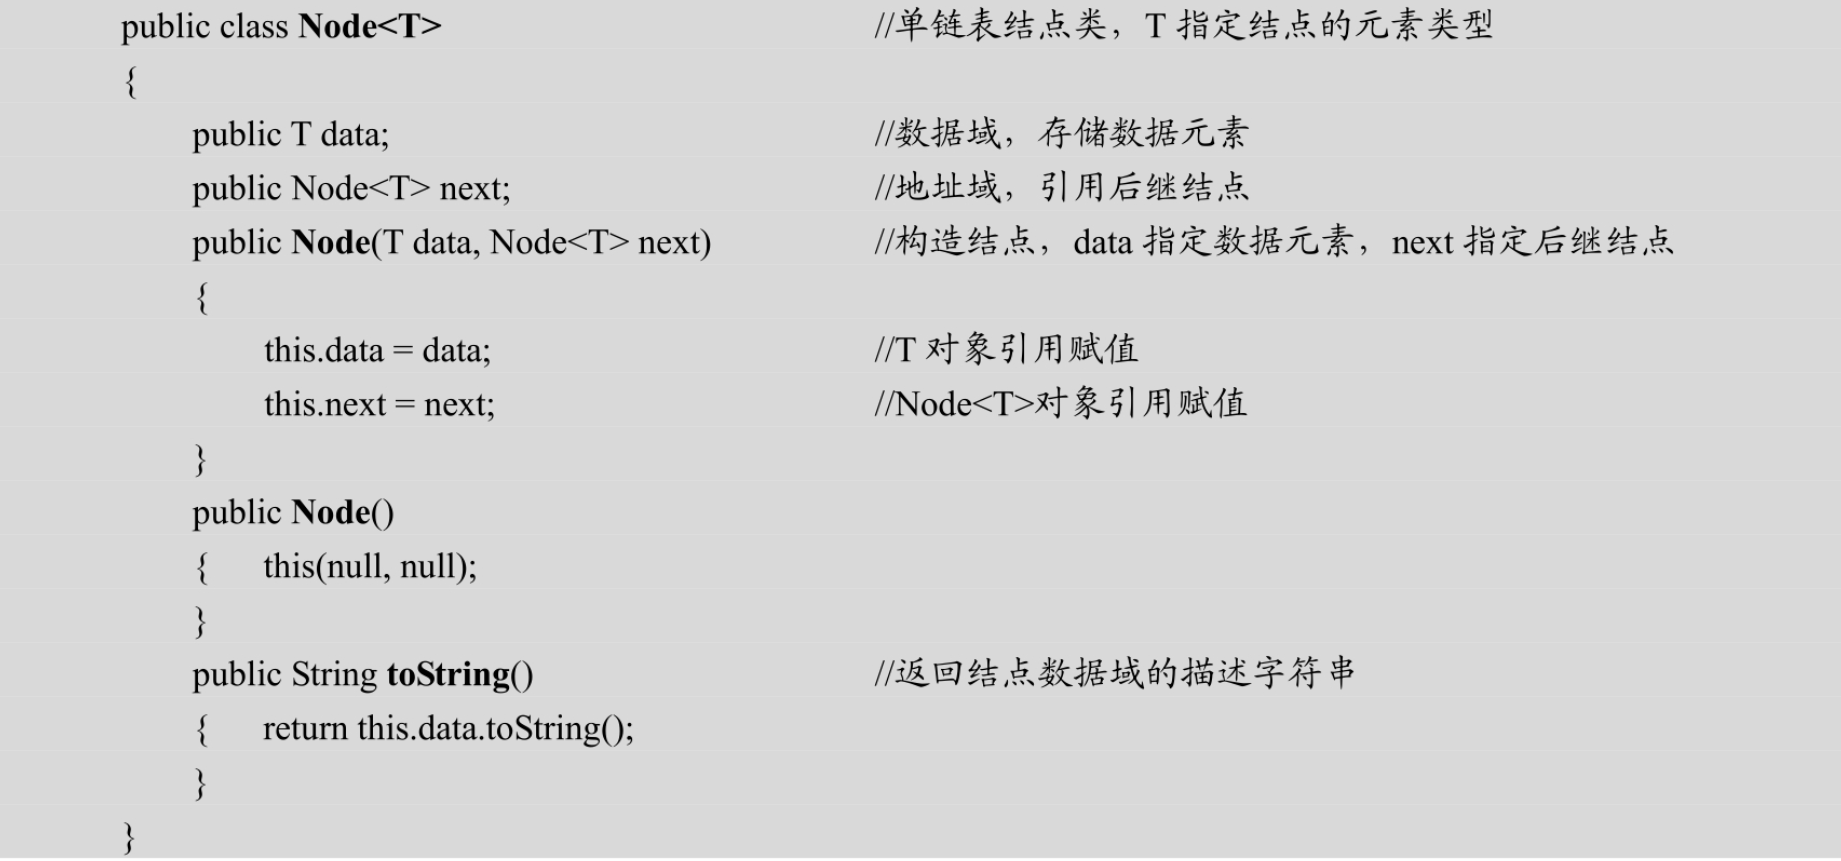 public class Node<T> //单链表结点类，T 指定结点的元素类型
{
public T data; //数据域，存储数据元素
public Node<T> next; //地址域，引用后继结点
public Node(T data, Node<T> next) //构造结点，data 指定数据元素，next 指定后继结点
{
this.data = data; //T 对象引用赋值
this.next = next; //Node<T>对象引用赋值
}
public Node()
{ this(null, null);
}
public String toString() //返回结点数据域的描述字符串
{ return this.data.toString();
}
}